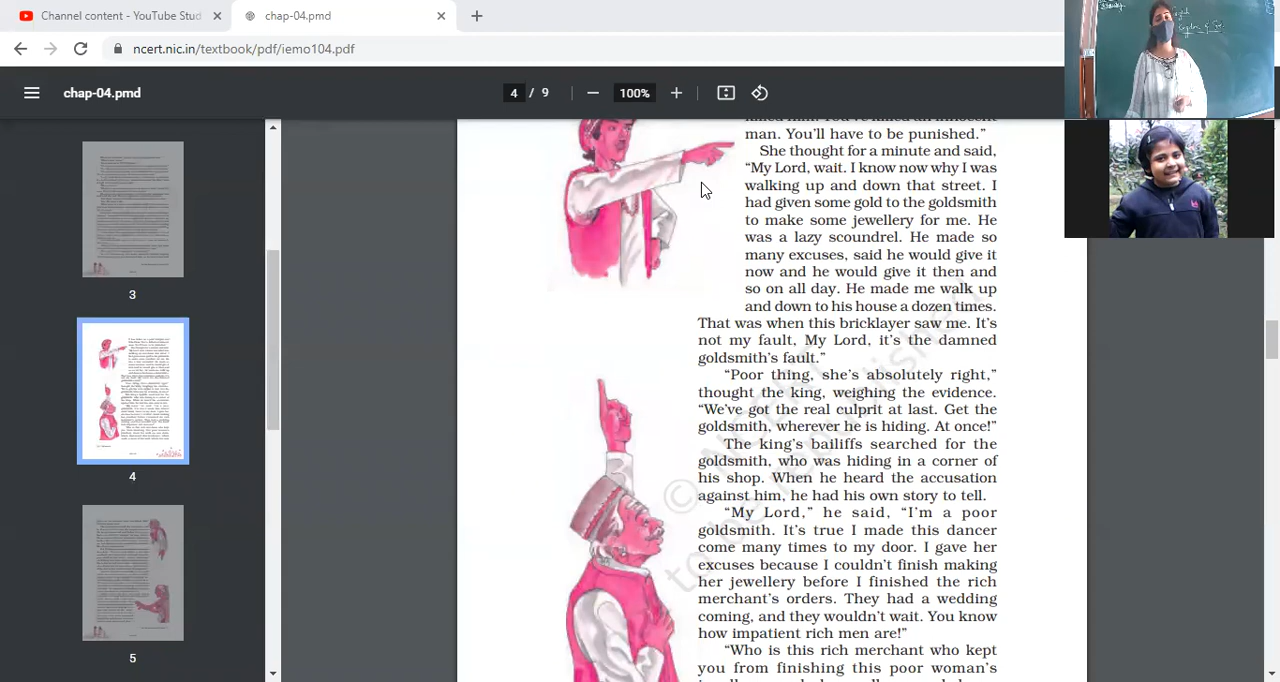 Channel content - YouTube Stud
chap-04.pmd
ncert.nic.in/textbook/pdf/iemo104.pdf
chap-04.pmd
4 / 9
100%
3
4
5
man. You'll have to be punished."
She thought for a minute and said,
"My Lord, wait. I know now why I was
walking up and down that street. I
had given some gold to the goldsmith
to make some jewellery for me. He
was a lazy scoundrel. He made so
many excuses, said he would give it
now and he would give it then and
so on all day. He made me walk up
and down to his house a dozen times.
That was when this bricklayer saw me. It's
not my fault, My Lord, it's the damned
goldsmith's fault."
"Poor thing, she's absolutely right,"
thought the king, weighing the evidence.
"We've got the real culprit at last. Get the
goldsmith, wherever he is hiding. At once!"
The king's bailiffs searched for the
goldsmith, who was hiding in a corner of
his shop. When he heard the accusation
against him, he had his own story to tell.
"My Lord," he said, "I'm a poor
goldsmith. It's true I made this dancer
come many times to my door. I gave her
excuses because I couldn't finish making
her jewellery before I finished the rich
merchant's orders. They had a wedding
coming, and they wouldn't wait. You know
how impatient rich men are!"
"Who is this rich merchant who kept
you from finishing this poor woman's